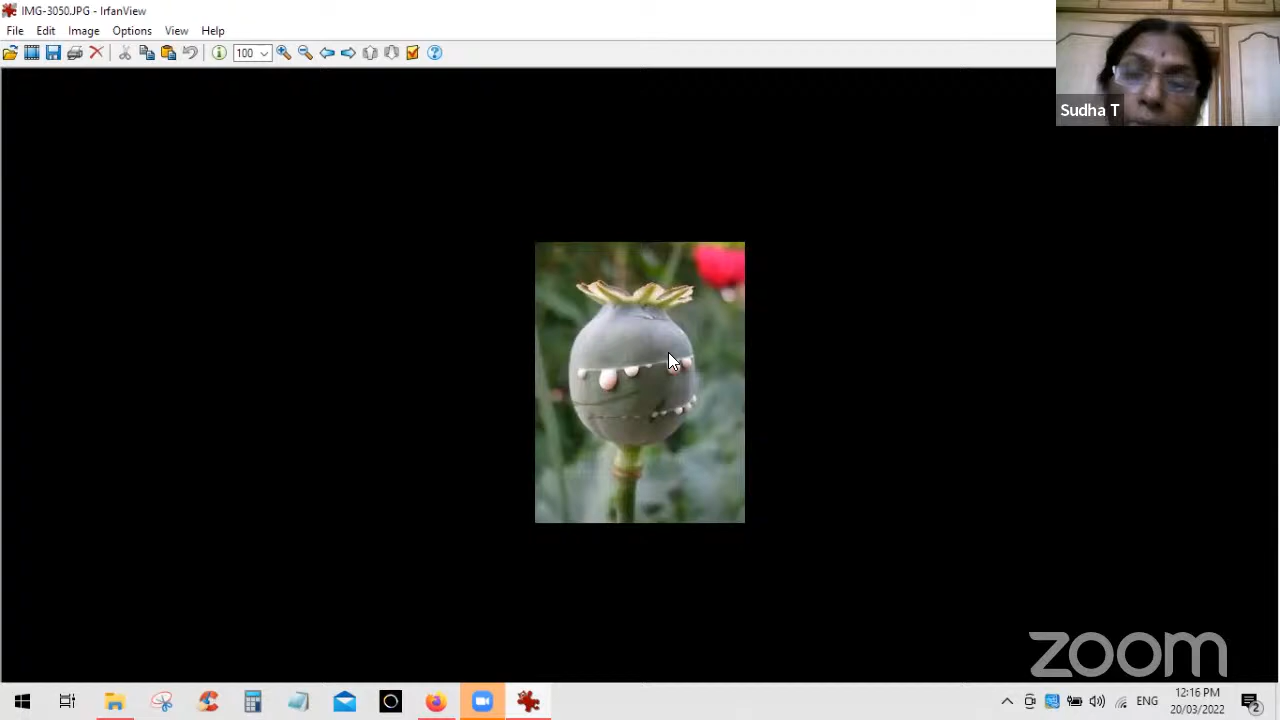 IMG-3050.JPG - IrfanView
File Edit Image Options View Help
100
Sudha T
zoom
ENG
12:16 PM
20/03/2022
2